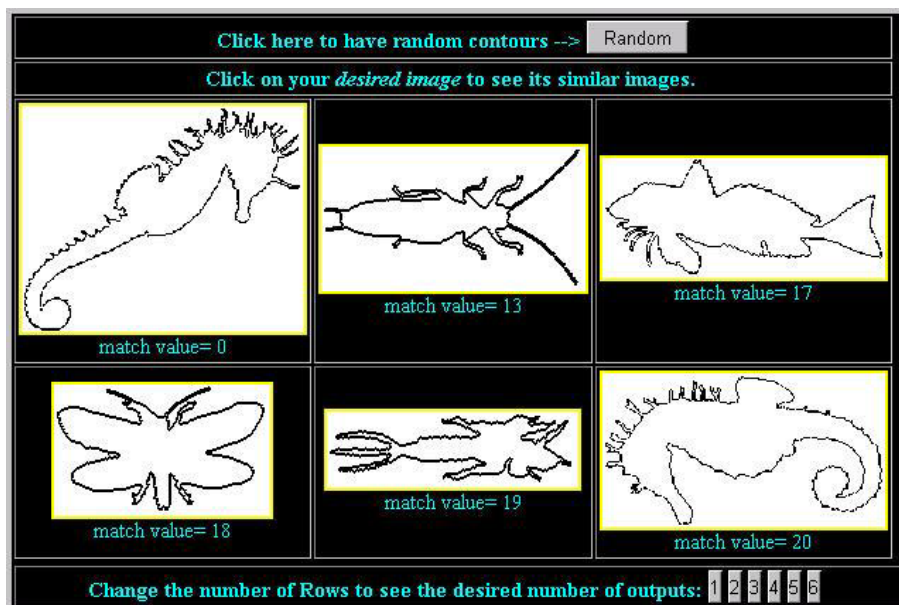 Click here to have random contours --> Random
Click on your desired image to see its similar images.
match value= 0
match value= 13
match value= 17
match value= 18
match value= 19
match value= 20
Change the number of Rows to see the desired number of outputs: 1 2 3 4 5 6